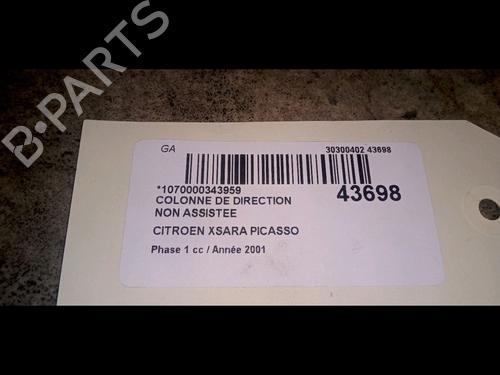 GA
30300402 43698
*1070000343959
43698
COLONNE DE DIRECTION
NON ASSISTEE
CITROEN XSARA PICASSO
Phase 1 cc / Année 2001
B-PARTS